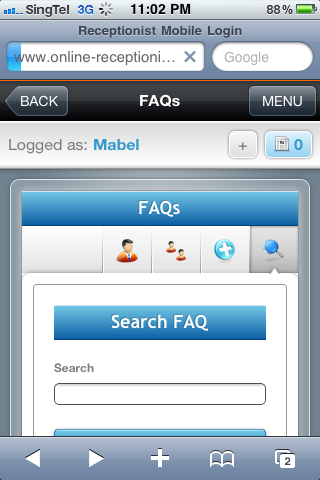 SingTel 3G 11:02 PM 88%
Receptionist Mobile Login
www.online-receptioni... Google
BACK FAQs MENU
Logged as: Mabel + 0
FAQs
Search FAQ
Search
2